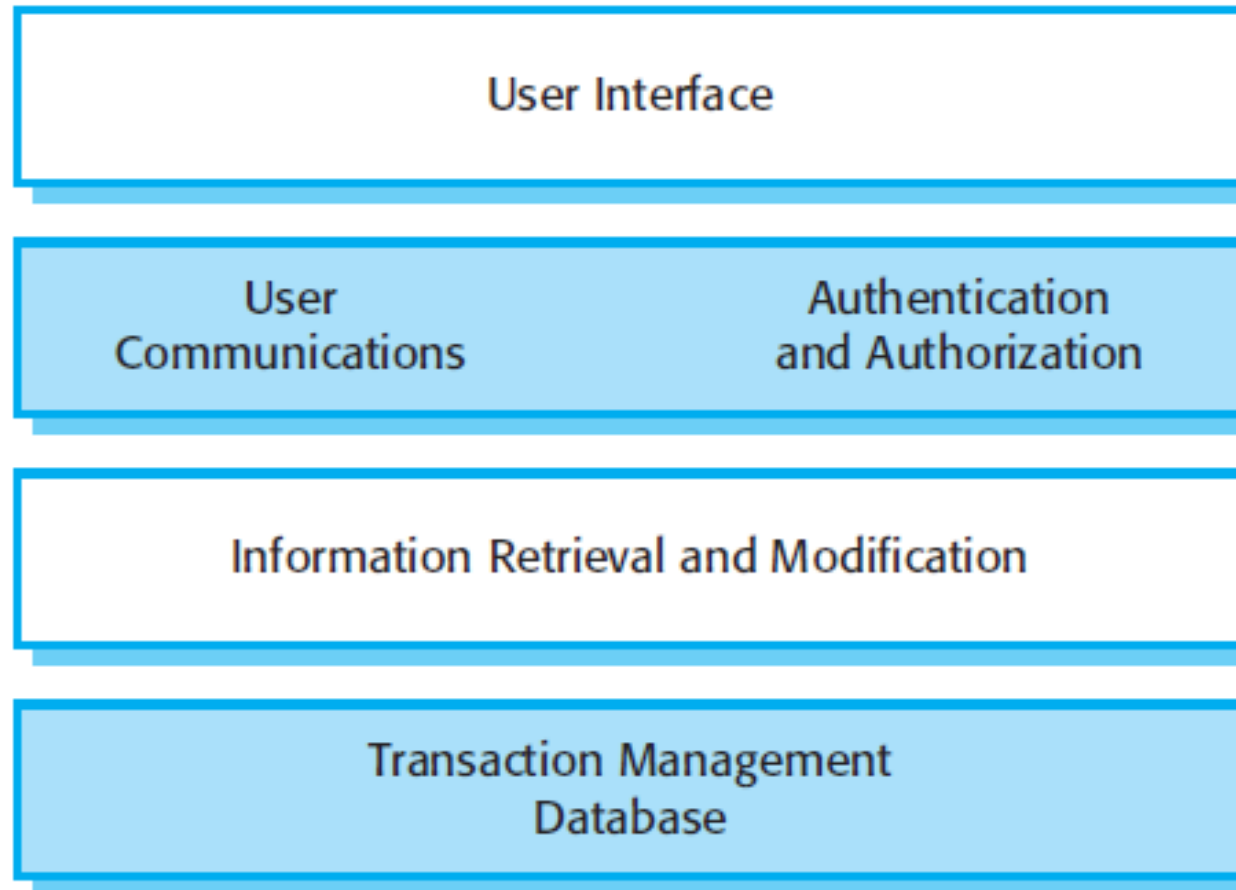 User Interface
User
Communications
Authentication
and Authorization
Information Retrieval and Modification
Transaction Management
Database